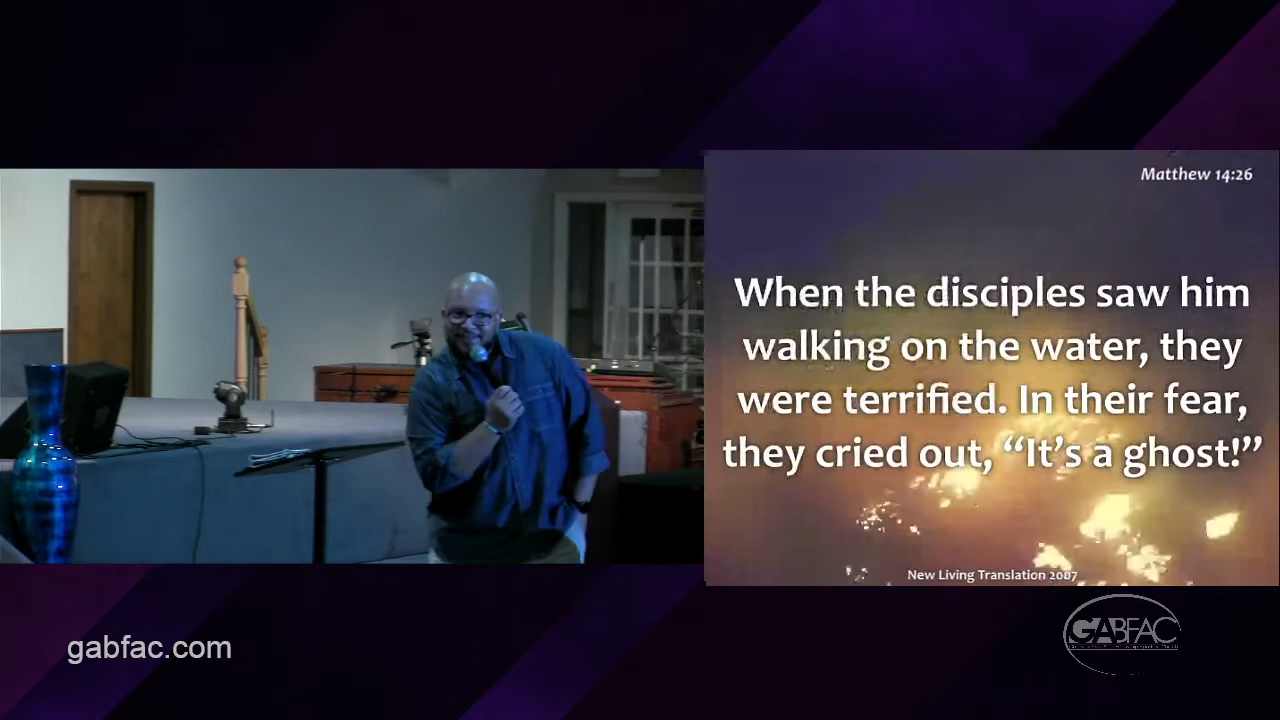 Matthew 14:26
When the disciples saw him
walking on the water, they
were terrified. In their fear,
they cried out, “It’s a ghost!”
New Living Translation 2007
gabfac.com
GABFAC